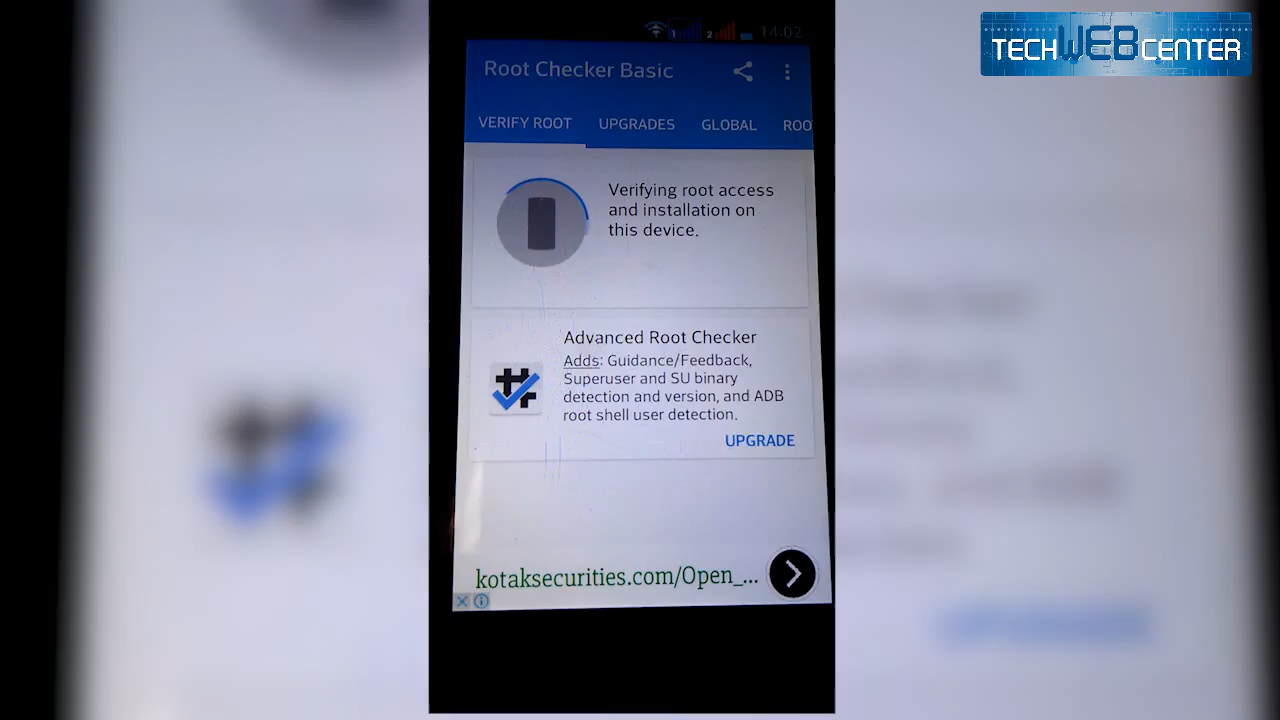 TECH WEB CENTER
1 2 14:02
Root Checker Basic
VERIFY ROOT UPGRADES GLOBAL ROO
Verifying root access
and installation on
this device.
Advanced Root Checker
Adds: Guidance/Feedback,
Superuser and SU binary
detection and version, and ADB
root shell user detection.
UPGRADE
kotaksecurities.com/Open_...